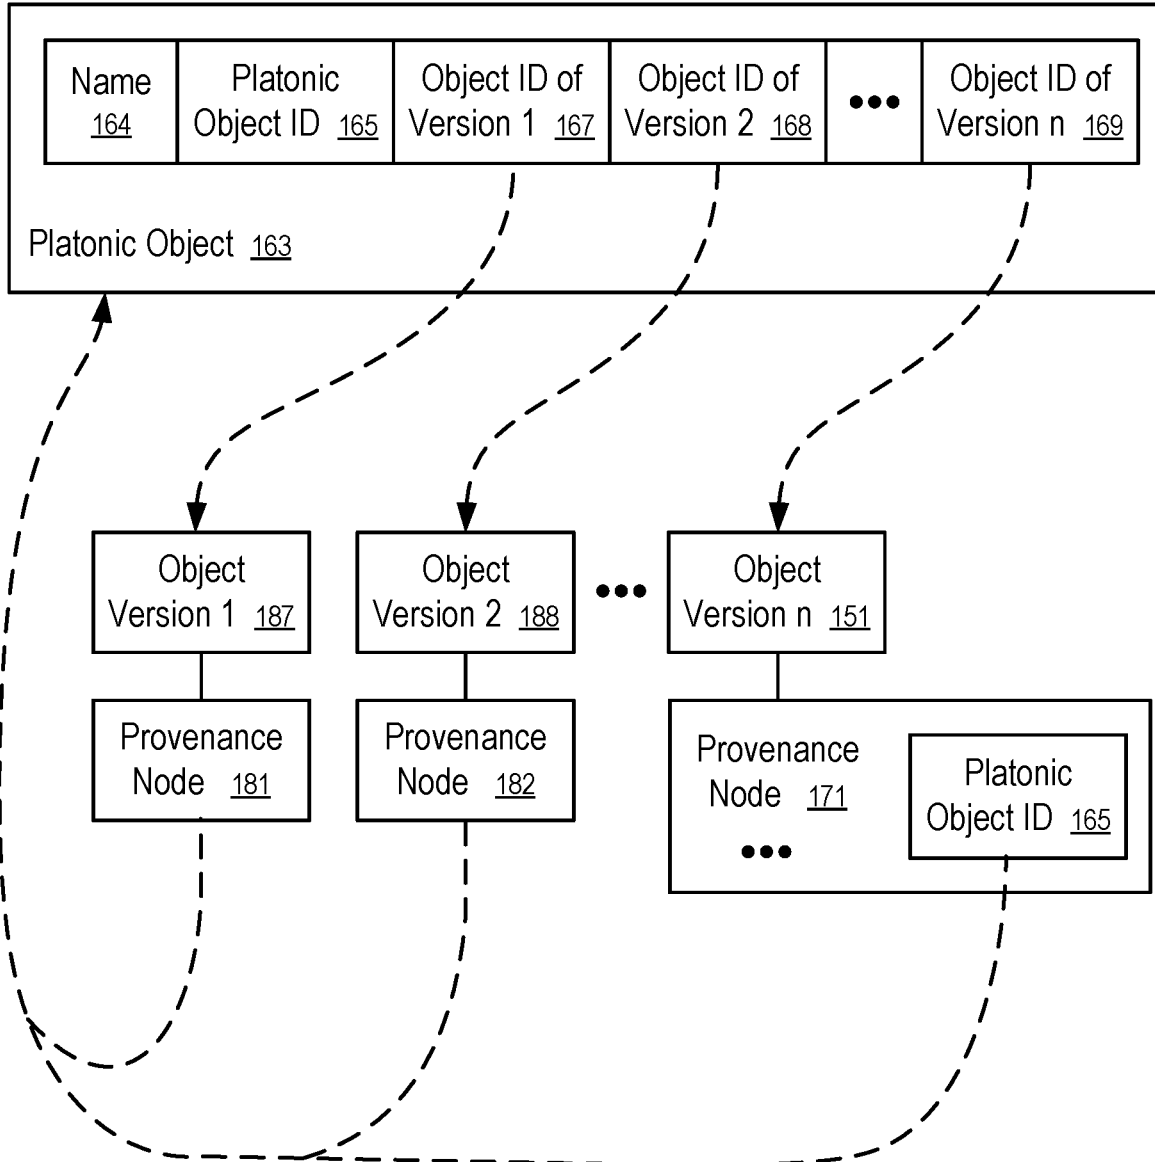 Name
164
Platonic
Object ID 165
Object ID of
Version 1 167
Object ID of
Version 2 168
•••
Object ID of
Version n 169
Platonic Object 163
Object
Version 1 187
Object
Version 2 188
•••
Object
Version n 151
Provenance
Node 181
Provenance
Node 182
Provenance
Node 171
•••
Platonic
Object ID 165